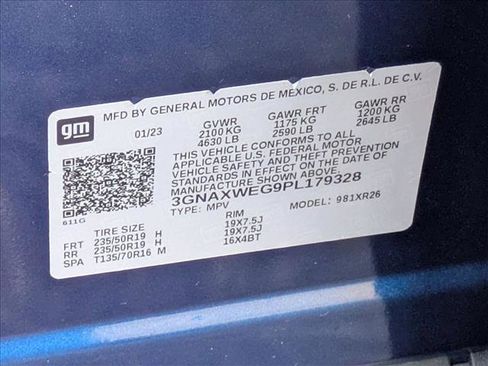 gm
MFD BY GENERAL MOTORS DE MEXICO, S. DE R.L. DE C.V.
01/23 GVWR GAWR FRT GAWR RR
2100 KG 1175 KG 1200 KG
4630 LB 2590 LB 2645 LB
THIS VEHICLE CONFORMS TO ALL
APPLICABLE U.S. FEDERAL MOTOR
VEHICLE SAFETY AND THEFT PREVENTION
STANDARDS IN EFFECT ON THE DATE OF
MANUFACTURE SHOWN ABOVE.
3GNAXWEG9PL179328
TYPE: MPV MODEL: 981XR26
611G
TIRE SIZE RIM
FRT 235/50R19 H 19X7.5J
RR 235/50R19 H 19X7.5J
SPA T135/70R16 M 16X4BT